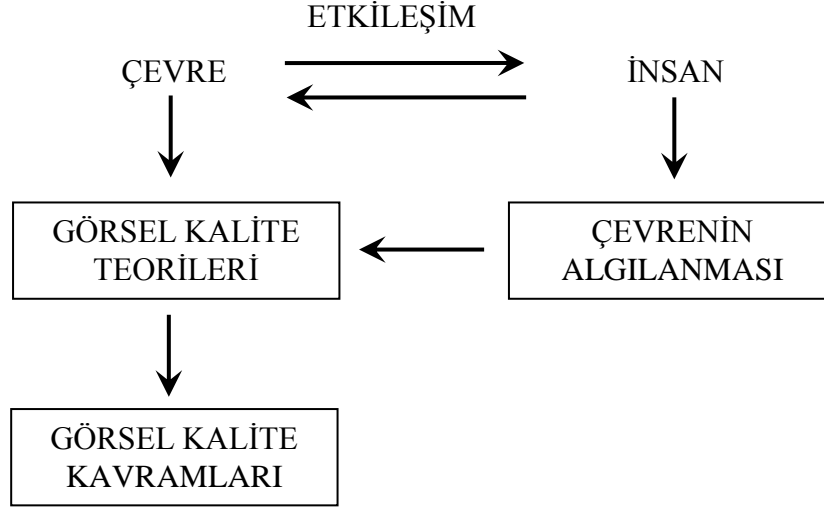 ETKİLEŞİM
ÇEVRE
İNSAN
GÖRSEL KALİTE
TEORİLERİ
ÇEVRENİN
ALGILANMASI
GÖRSEL KALİTE
KAVRAMLARI